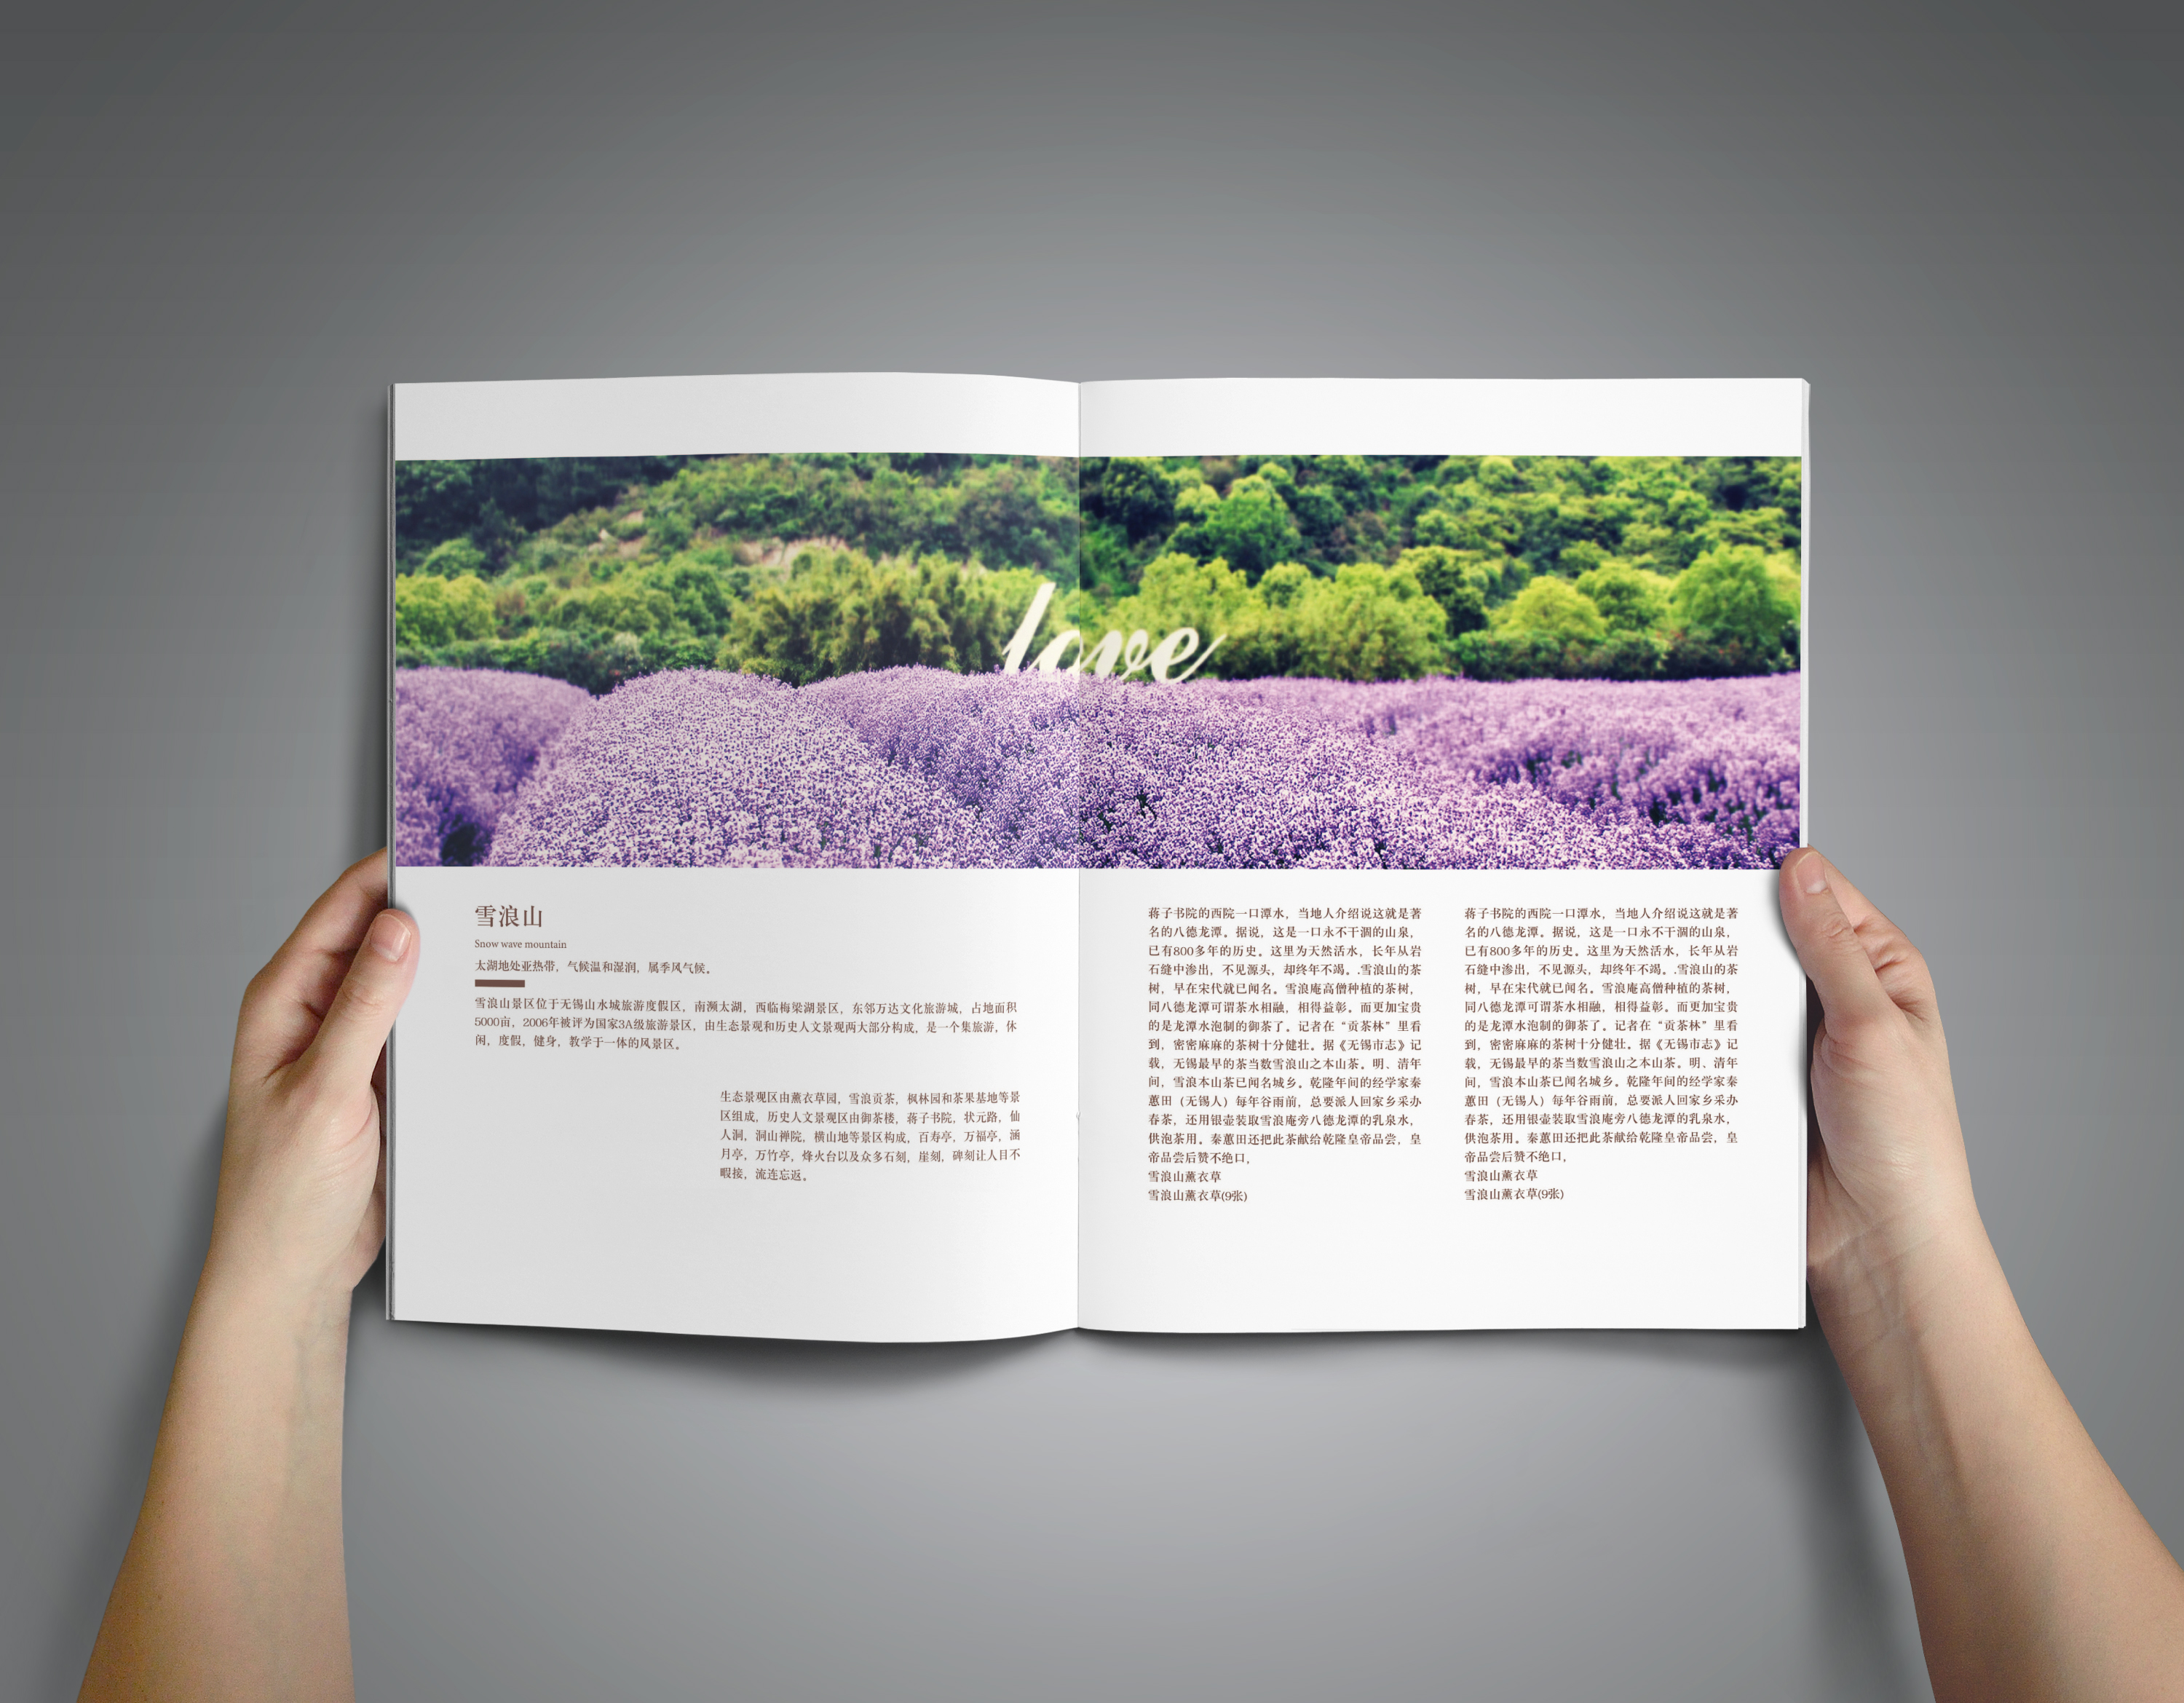 love
雪浪山
Snow wave mountain
太湖地处亚热带，气候温和湿润，属季风气候。
雪浪山景区位于无锡山水城旅游度假区，南濒太湖，西临梅梁湖景区，东邻万达文化旅游城，占地面积
5000亩，2006年被评为国家3A级旅游景区，由生态景观和历史人文景观两大部分构成，是一个集旅游，休
闲，度假，健身，教学于一体的风景区。
生态景观区由薰衣草园，雪浪贡茶，枫林园和茶果基地等景
区组成，历史人文景观区由御茶楼，蒋子书院，状元路，仙
人洞，洞山禅院，横山地等景区构成，百寿亭，万福亭，涵
月亭，万竹亭，烽火台以及众多石刻，崖刻，碑刻让人目不
暇接，流连忘返。
蒋子书院的西院一口潭水，当地人介绍说这就是著
名的八德龙潭。据说，这是一口永不干涸的山泉，
已有800多年的历史。这里为天然活水，长年从岩
石缝中渗出，不见源头，却终年不竭。.雪浪山的茶
树，早在宋代就已闻名。雪浪庵高僧种植的茶树，
同八德龙潭可谓茶水相融，相得益彰。而更加宝贵
的是龙潭水泡制的御茶了。记者在“贡茶林”里看
到，密密麻麻的茶树十分健壮。据《无锡市志》记
载，无锡最早的茶当数雪浪山之本山茶。明、清年
间，雪浪本山茶已闻名城乡。乾隆年间的经学家秦
蕙田（无锡人）每年谷雨前，总要派人回家乡采办
春茶，还用银壶装取雪浪庵旁八德龙潭的乳泉水，
供泡茶用。秦蕙田还把此茶献给乾隆皇帝品尝，皇
帝品尝后赞不绝口，
雪浪山薰衣草
雪浪山薰衣草(9张)
蒋子书院的西院一口潭水，当地人介绍说这就是著
名的八德龙潭。据说，这是一口永不干涸的山泉，
已有800多年的历史。这里为天然活水，长年从岩
石缝中渗出，不见源头，却终年不竭。.雪浪山的茶
树，早在宋代就已闻名。雪浪庵高僧种植的茶树，
同八德龙潭可谓茶水相融，相得益彰。而更加宝贵
的是龙潭水泡制的御茶了。记者在“贡茶林”里看
到，密密麻麻的茶树十分健壮。据《无锡市志》记
载，无锡最早的茶当数雪浪山之本山茶。明、清年
间，雪浪本山茶已闻名城乡。乾隆年间的经学家秦
蕙田（无锡人）每年谷雨前，总要派人回家乡采办
春茶，还用银壶装取雪浪庵旁八德龙潭的乳泉水，
供泡茶用。秦蕙田还把此茶献给乾隆皇帝品尝，皇
帝品尝后赞不绝口，
雪浪山薰衣草
雪浪山薰衣草(9张)